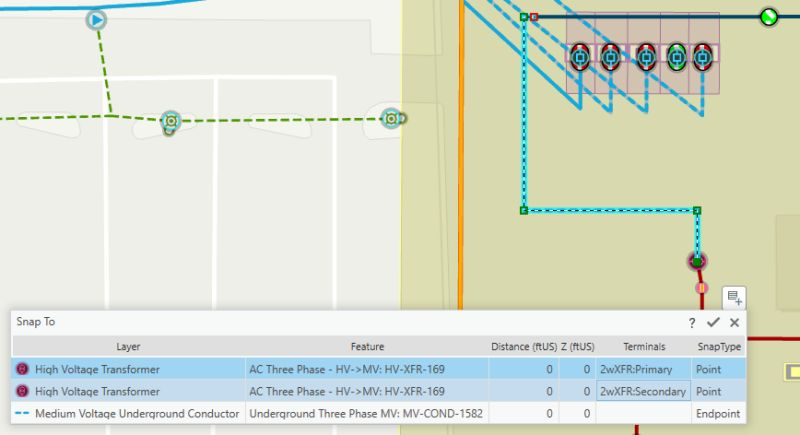 Snap To ?
Layer Feature Distance (ftUS) Z (ftUS) Terminals SnapType
High Voltage Transformer AC Three Phase - HV->MV: HV-XFR-169 0 0 2wXFR:Primary Point
High Voltage Transformer AC Three Phase - HV->MV: HV-XFR-169 0 0 2wXFR:Secondary Point
Medium Voltage Underground Conductor Underground Three Phase MV: MV-COND-1582 0 0 Endpoint